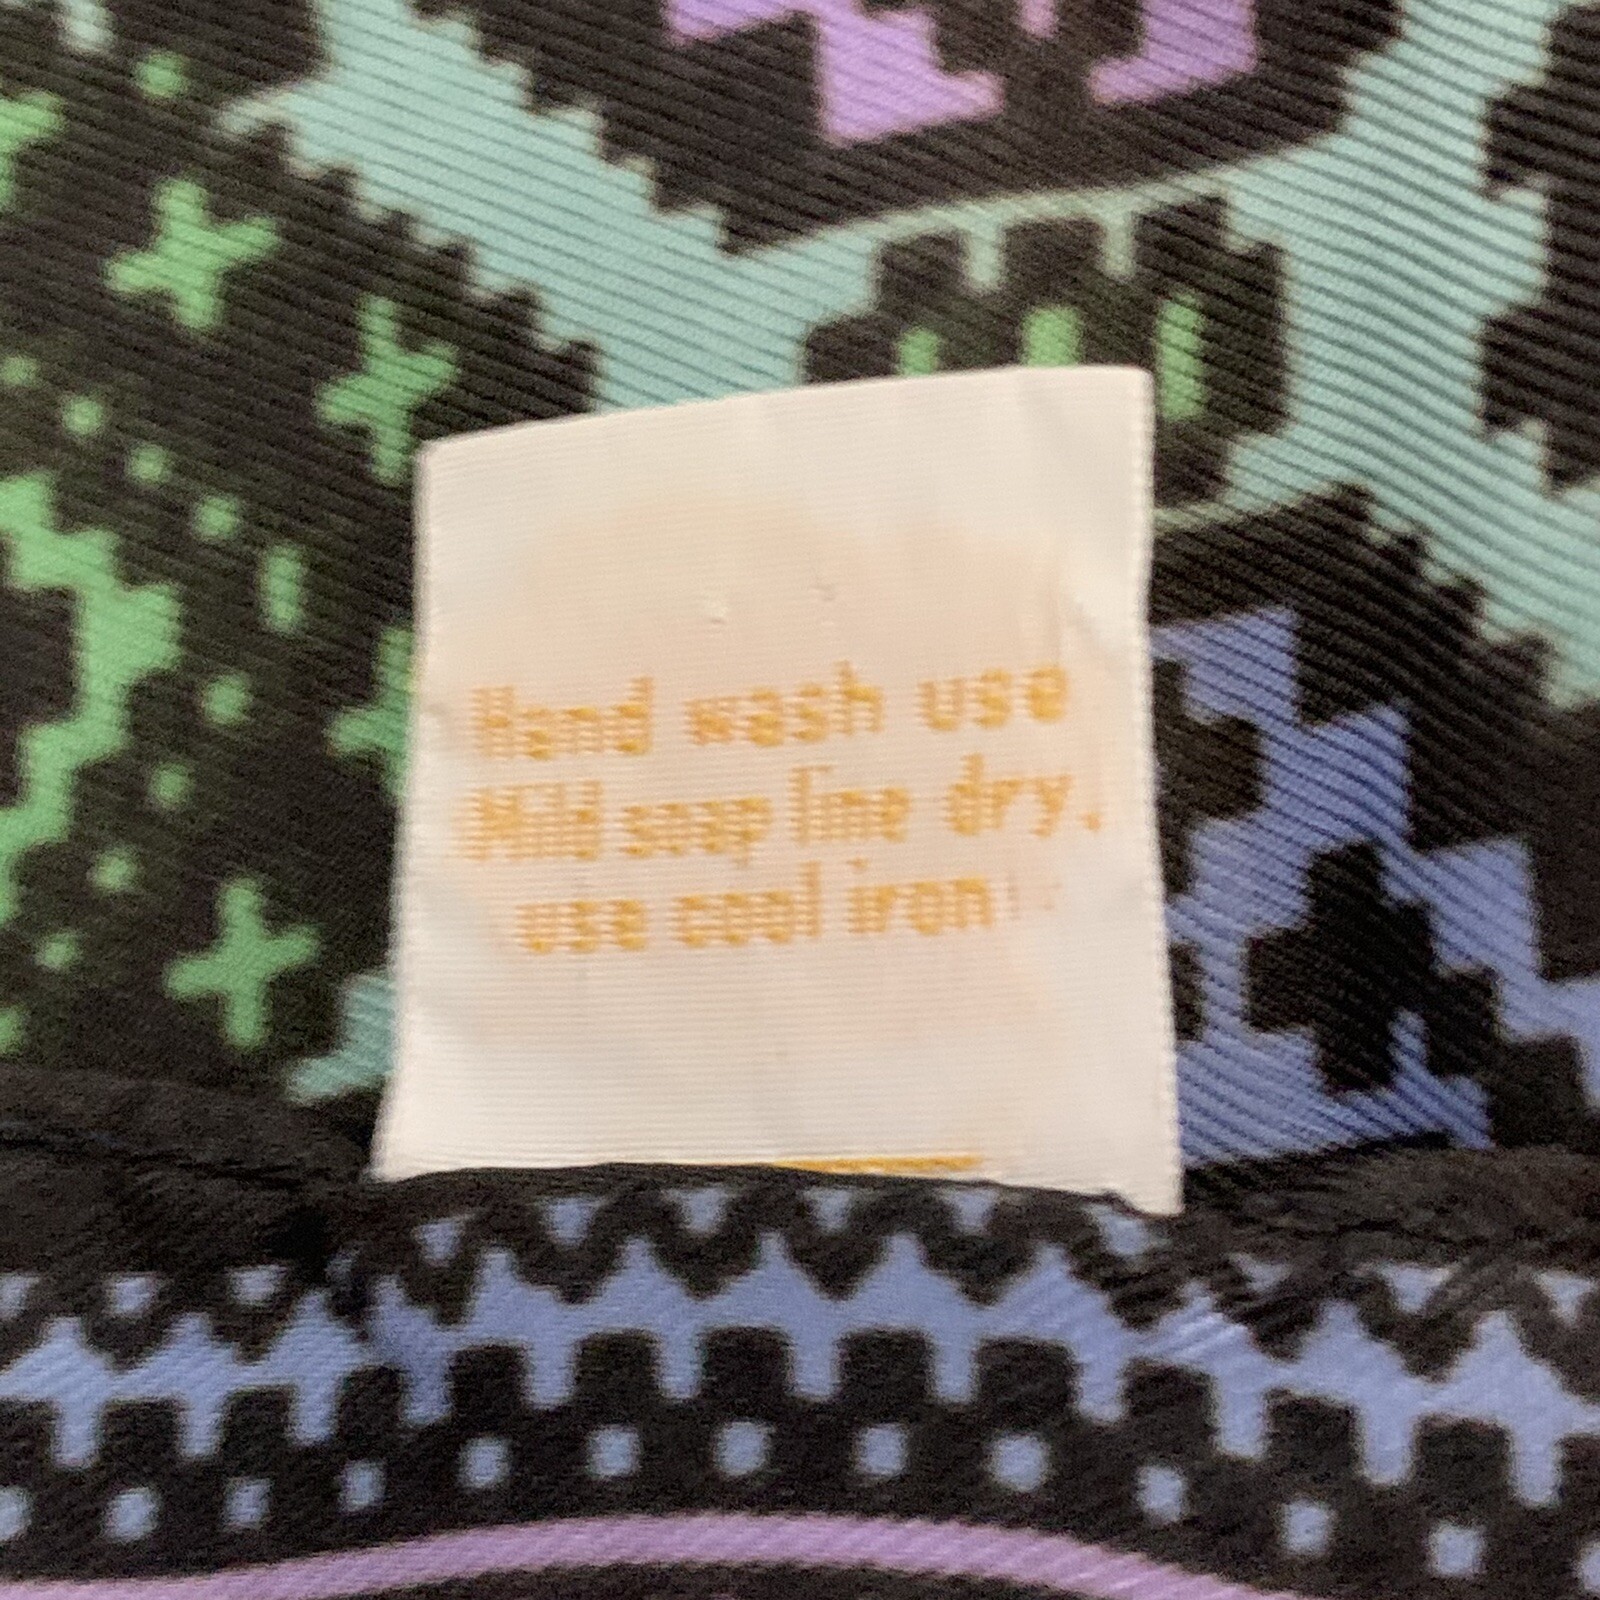 Hand wash use
Mild soap line dry.
use cool iron